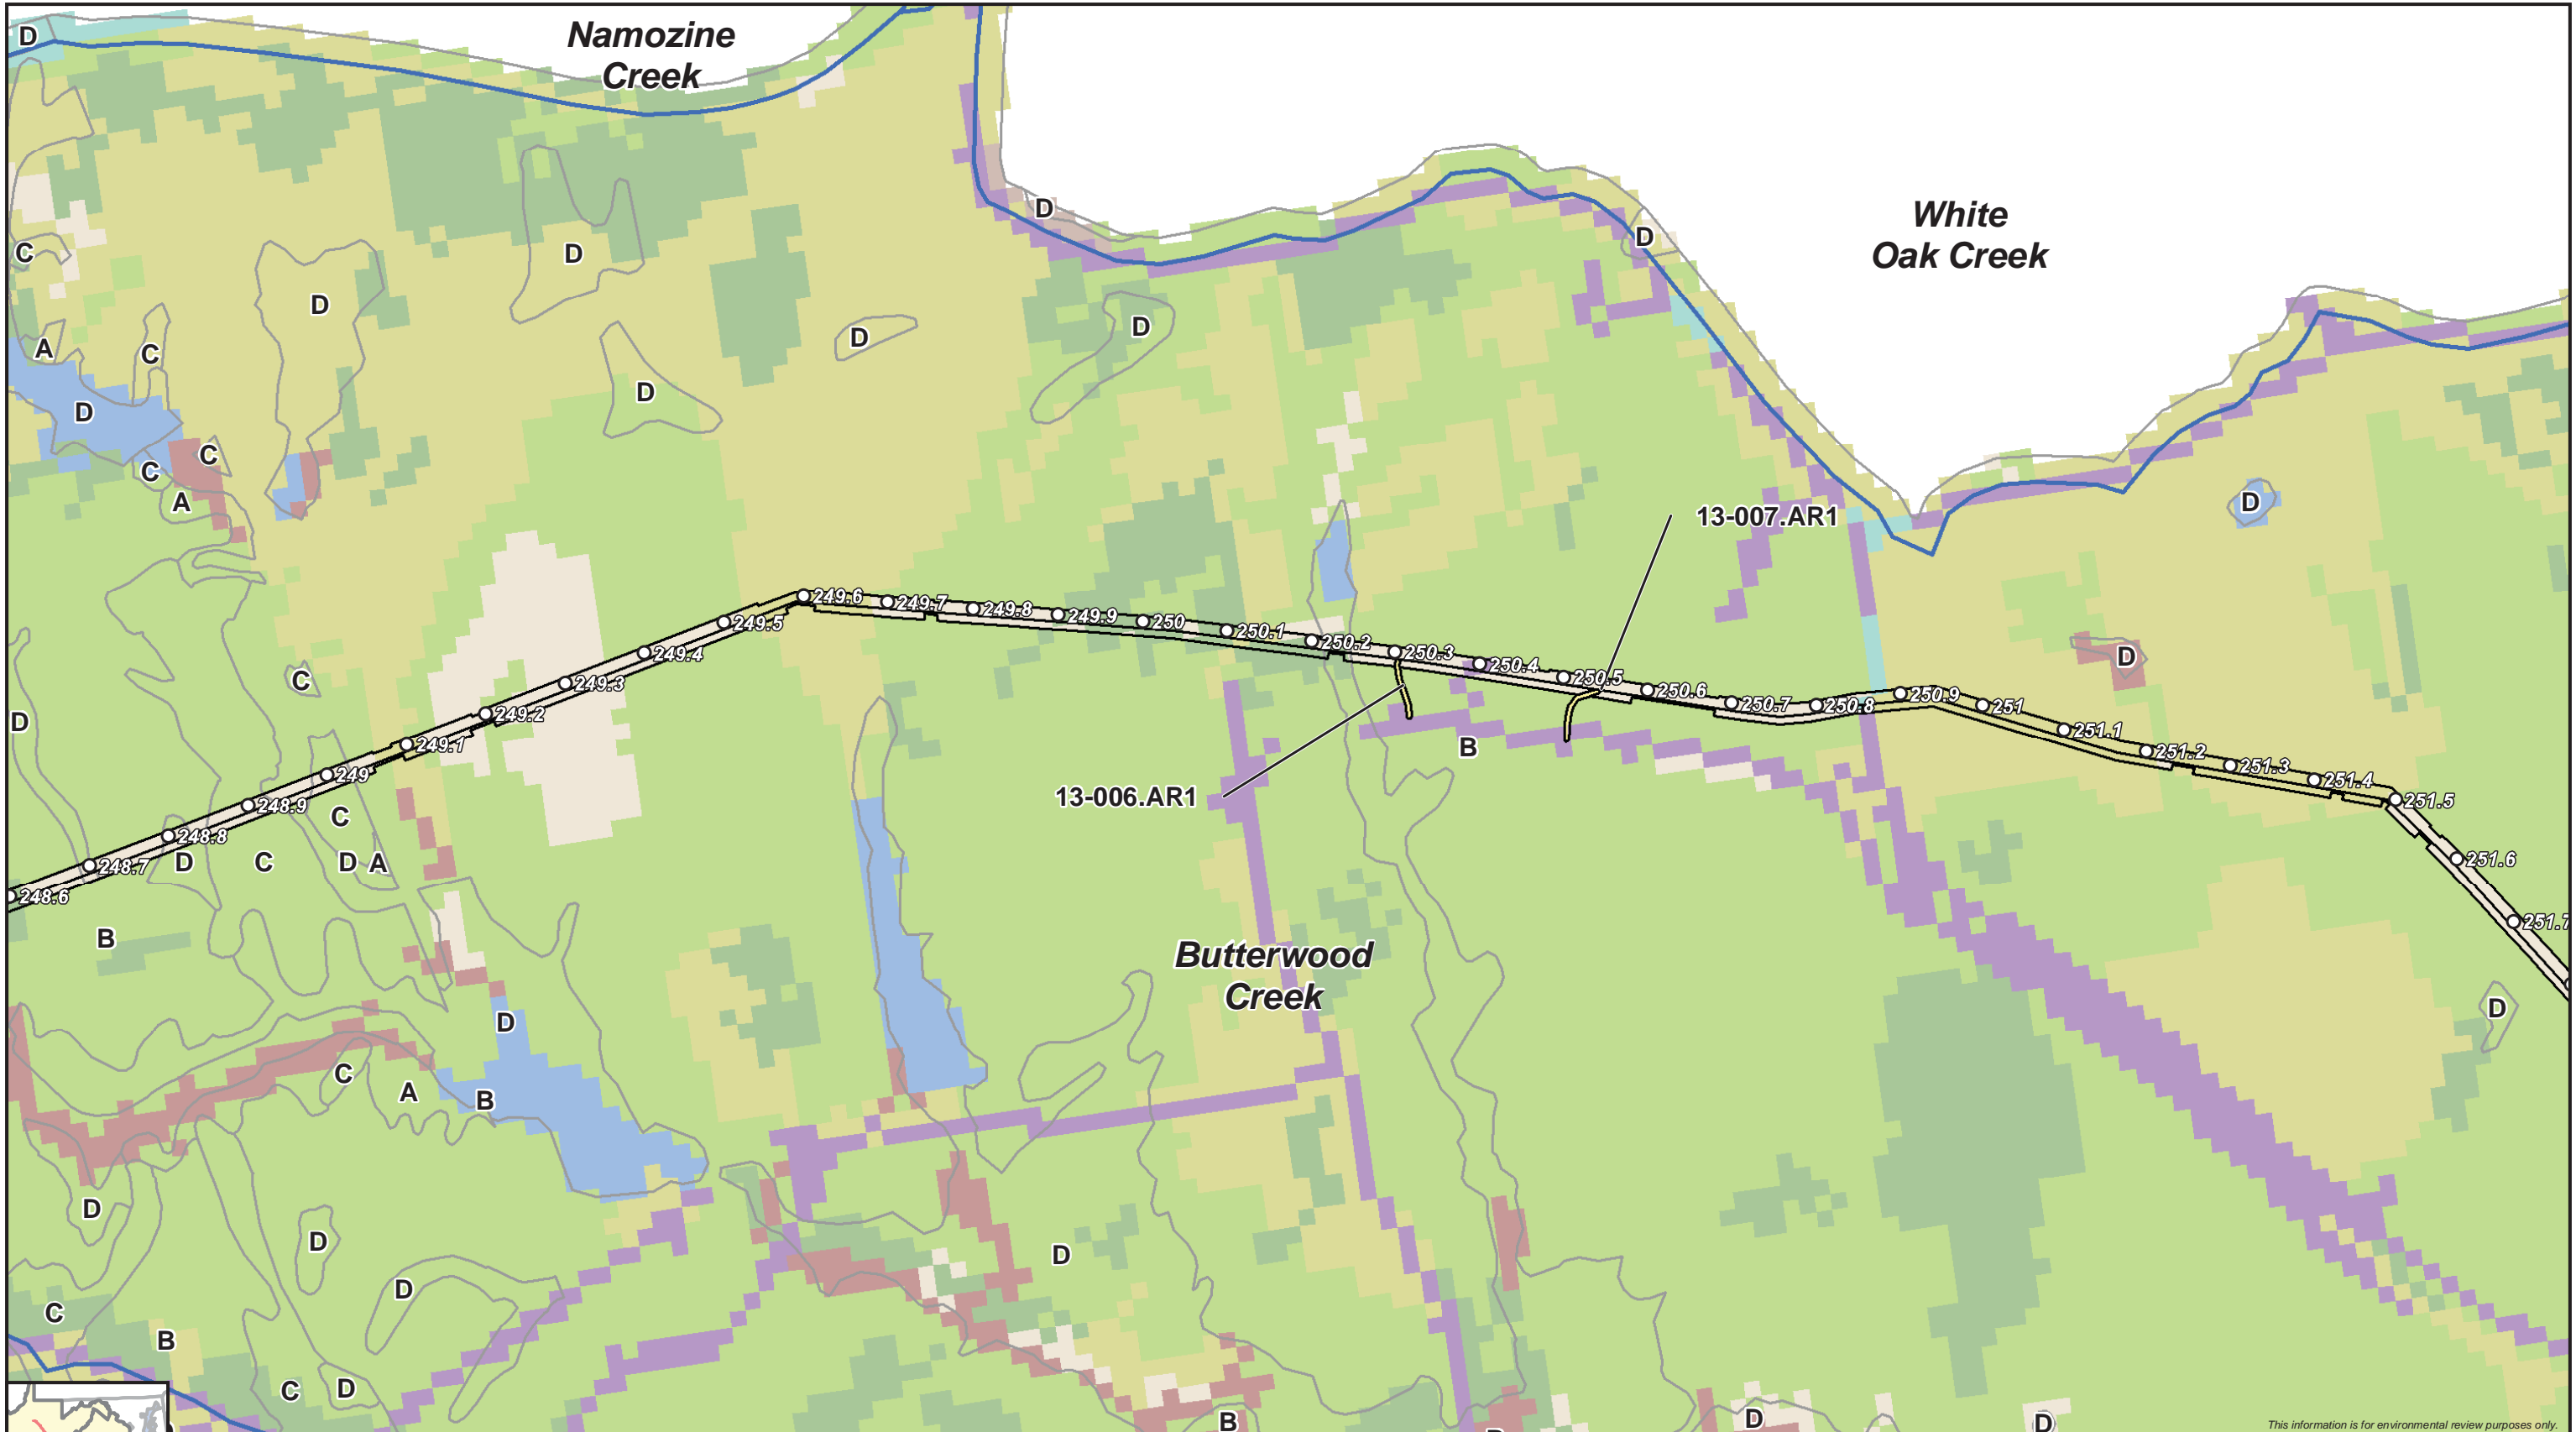 D
Namozine
Creek
D
White
Oak Creek
D
C
D
D
D
D
D
A
C
D
D
C
C
A
D
13-007.AR1
249.6
249.7
249.8
249.9
250
250.1
250.2
250.3
250.4
250.5
250.6
250.7
250.8
250.9
251
251.1
251.2
251.3
251.4
251.5
251.6
251.7
249.5
249.4
249.3
249.2
249.1
249
248.9
248.8
248.7
248.6
D
C
D
B
13-006.AR1
C
D
C
D
A
B
Butterwood
Creek
D
D
C
A
B
D
D
D
D
C
B
C
D
B
D
D
This information is for environmental review purposes only.